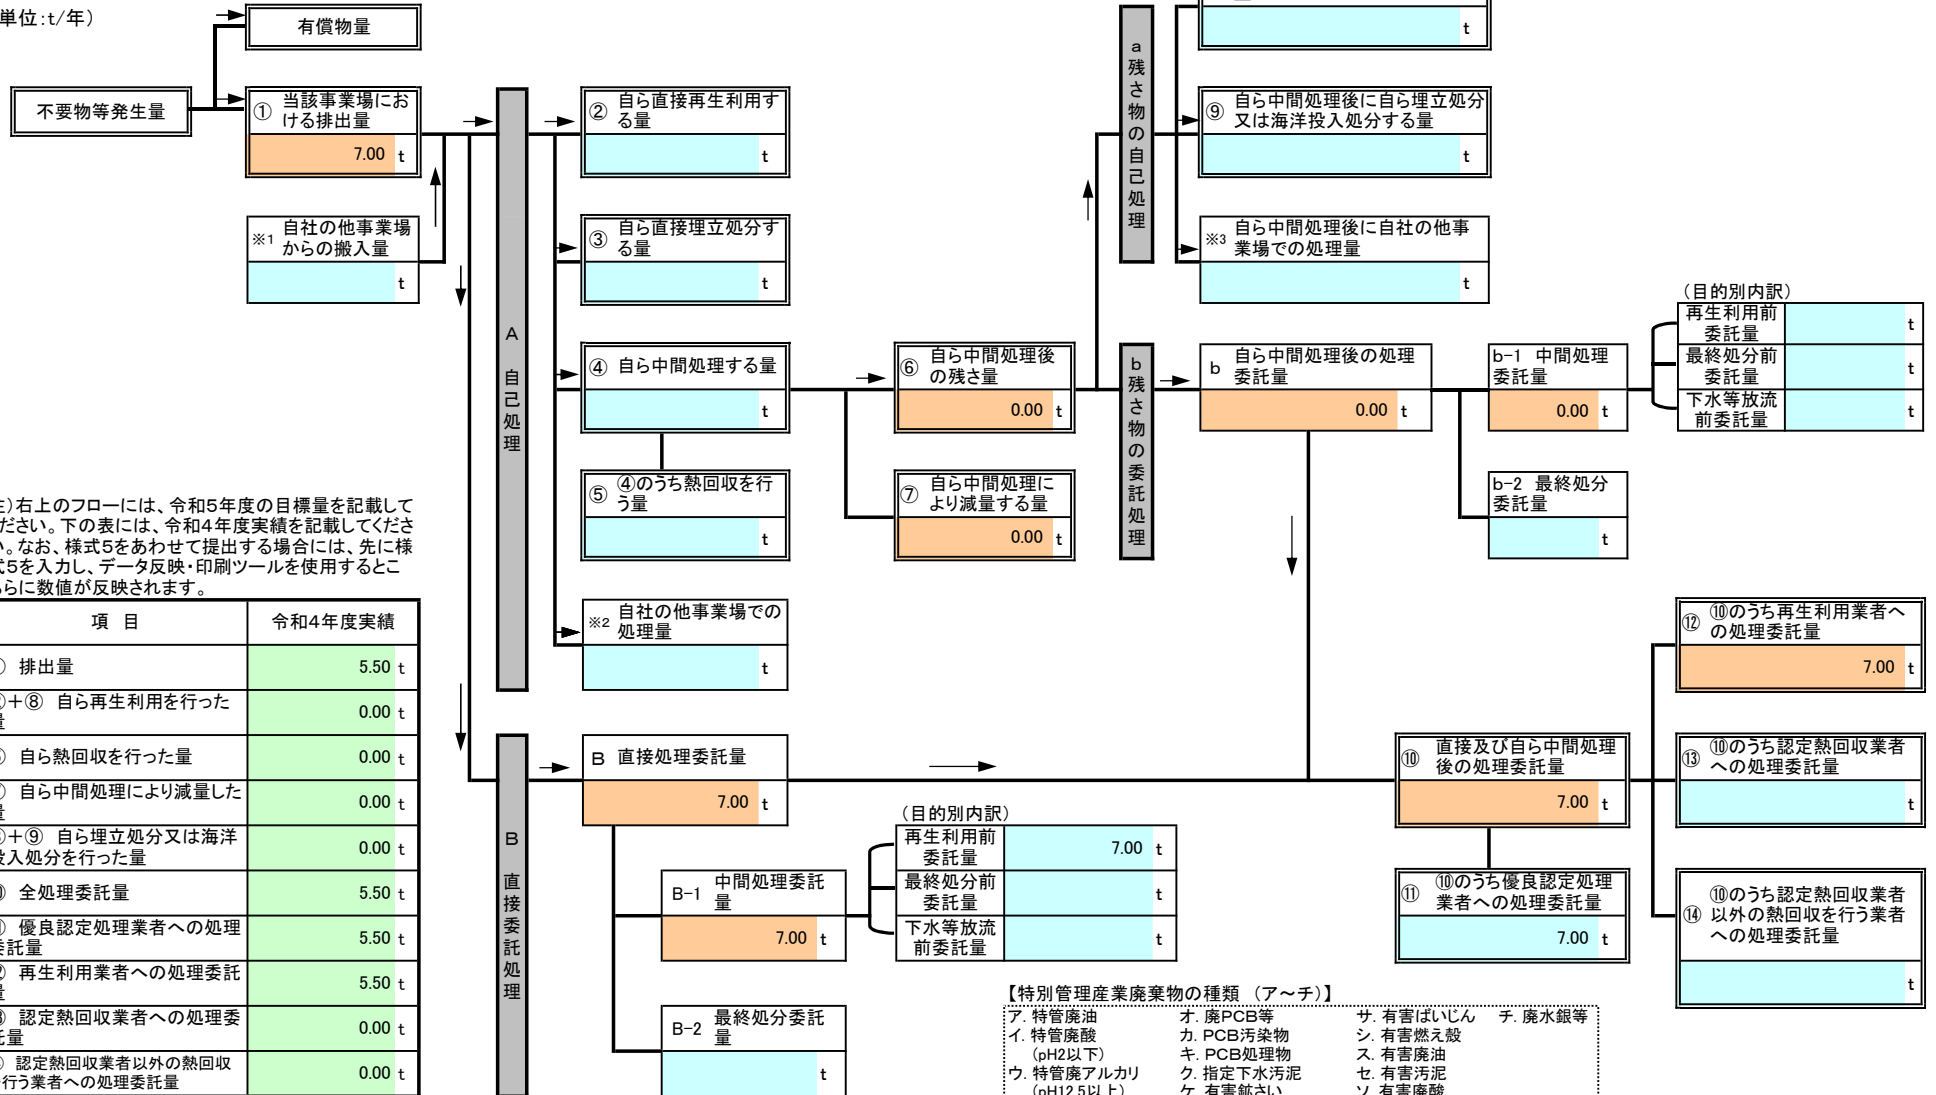 単位:t/年)
有償物量
t
不要物等発生量
① 当該事業場にお
ける排出量
7.00 t
※1 自社の他事業場
からの搬入量
t
A 自己処理
② 自ら直接再生利用す
る量
t
③ 自ら直接埋立処分す
る量
t
④ 自ら中間処理する量
t
⑤ ④のうち熱回収を行
う量
t
※2 自社の他事業場での
処理量
t
⑥ 自ら中間処理後
の残さ量
0.00 t
⑦ 自ら中間処理に
より減量する量
0.00 t
a 残さ物の自己処理
⑨ 自ら中間処理後に自ら埋立処分
又は海洋投入処分する量
t
※3 自ら中間処理後に自社の他事
業場での処理量
t
b 残さ物の委託処理
b 自ら中間処理後の処理
委託量
0.00 t
b-1 中間処理
委託量
0.00 t
b-2 最終処分
委託量
t
(目的別内訳)
再生利用前
委託量
t
最終処分前
委託量
t
下水等放流
前委託量
t
)右上のフローには、令和5年度の目標量を記載して
ださい。下の表には、令和4年度実績を記載してくださ
。なお、様式5をあわせて提出する場合には、先に様
式5を入力し、データ反映・印刷ツールを使用するとこ
らに数値が反映されます。
項 目 令和4年度実績
排出量 5.50 t
+⑧ 自ら再生利用を行った
量
0.00 t
自ら熱回収を行った量 0.00 t
自ら中間処理により減量した
量
0.00 t
+⑨ 自ら埋立処分又は海洋
投入処分を行った量
0.00 t
全処理委託量 5.50 t
優良認定処理業者への処理
委託量
5.50 t
再生利用業者への処理委託
量
5.50 t
認定熱回収業者への処理委
託量
0.00 t
認定熱回収業者以外の熱回収
行う業者への処理委託量
0.00 t
B 直接委託処理
B 直接処理委託量
7.00 t
B-1 中間処理委託
量
7.00 t
B-2 最終処分委託
量
t
(目的別内訳)
再生利用前
委託量
7.00 t
最終処分前
委託量
t
下水等放流
前委託量
t
⑩ 直接及び自ら中間処理
後の処理委託量
7.00 t
⑪ ⑩のうち優良認定処理
業者への処理委託量
7.00 t
⑫ ⑩のうち再生利用業者へ
の処理委託量
7.00 t
⑬ ⑩のうち認定熱回収業者
への処理委託量
t
⑭ ⑩のうち認定熱回収業者
以外の熱回収を行う業者
への処理委託量
t
【特別管理産業廃棄物の種類 (ア~チ)】
ア. 特管廃油 オ. 廃PCB等 サ. 有害ばいじん チ. 廃水銀等
イ. 特管廃酸 カ. PCB汚染物 シ. 有害燃え殻
(pH2以下) キ. PCB処理物 ス. 有害廃油
ウ. 特管廃アルカリ ク. 指定下水汚泥 セ. 有害汚泥
(pH12.5以上) ケ. 有害鉱さい ソ. 有害廃酸